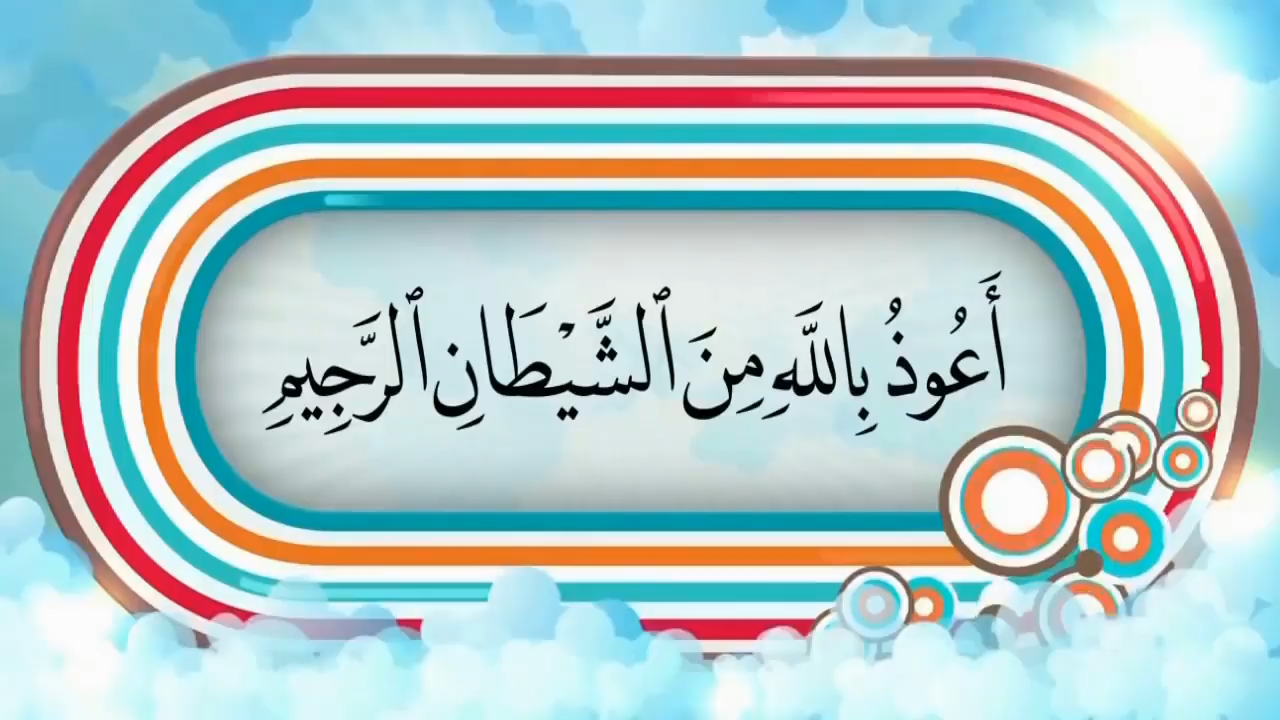 أَعُوذُ بِاللَّهِ مِنَ ٱلشَّيْطَانِ ٱلرَّجِيمِ